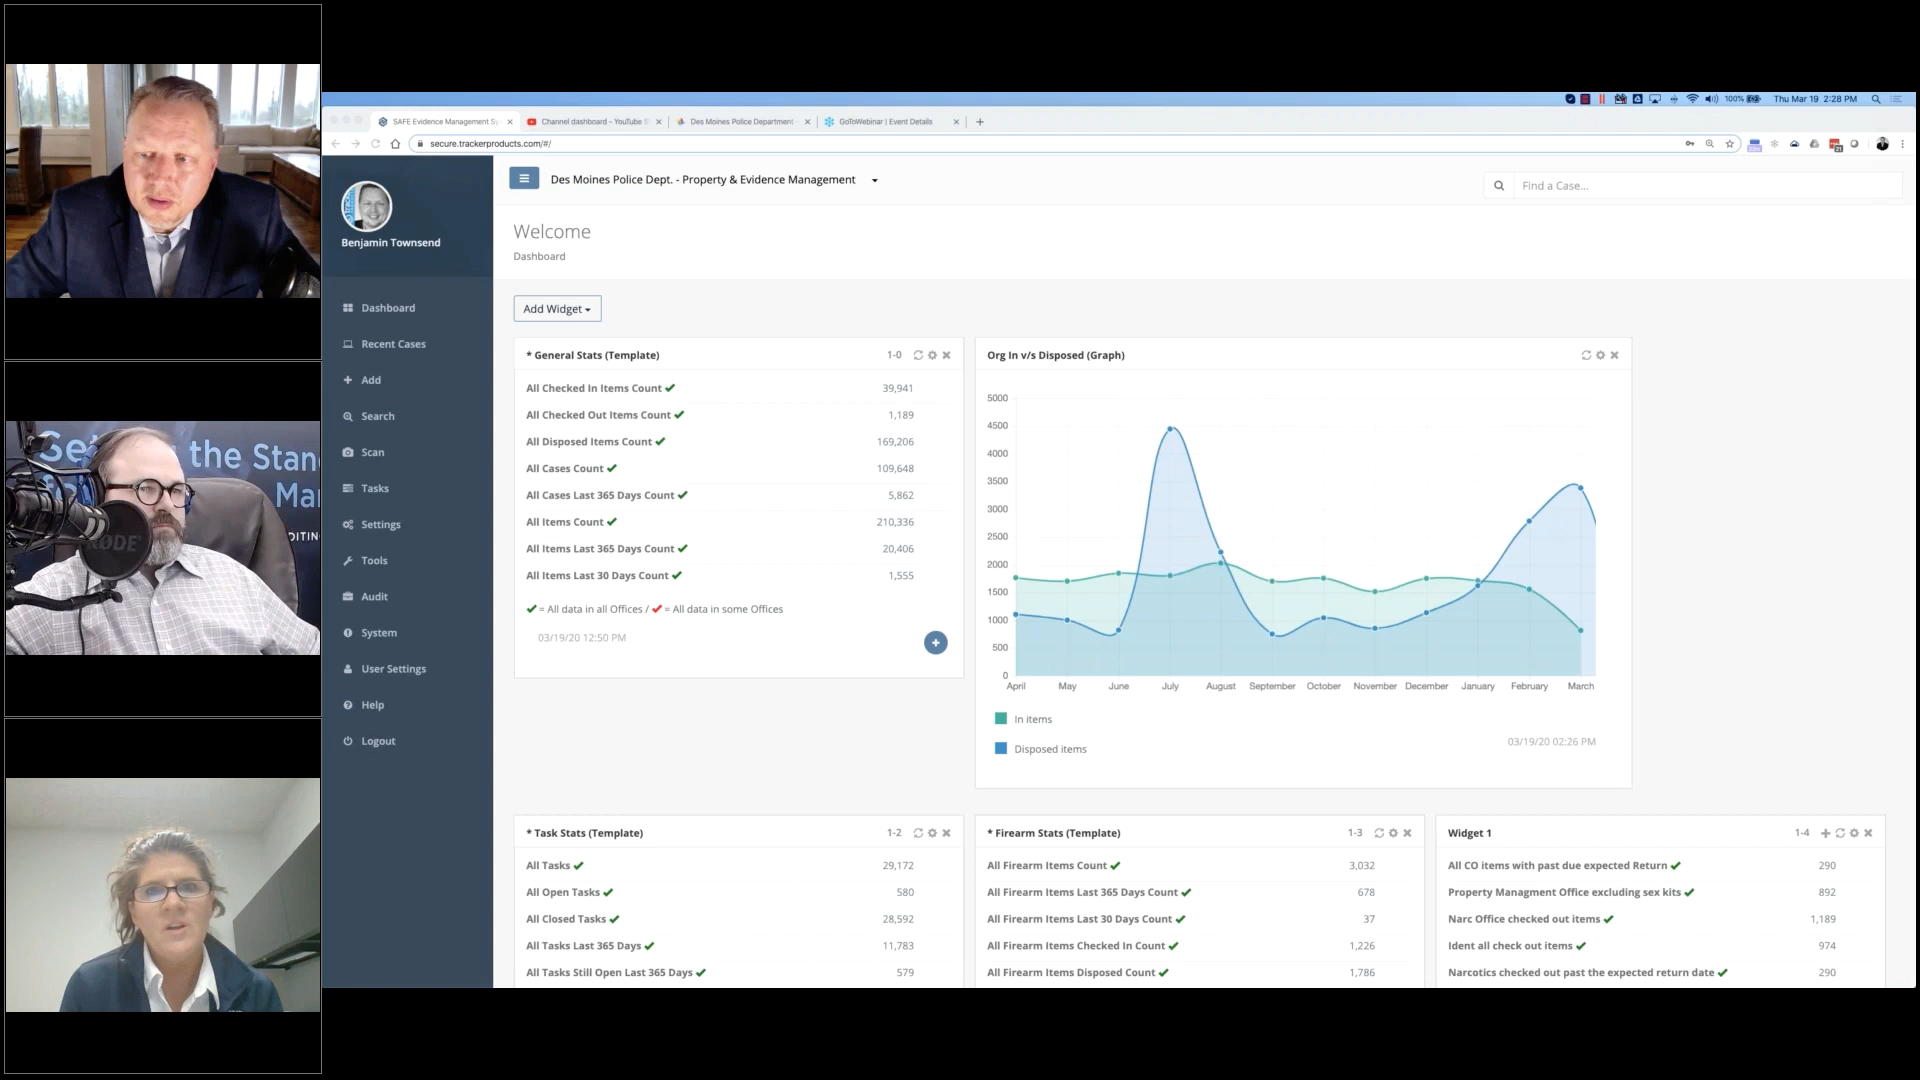 Se
the Stan
Ma
DITIN
RØDE
100%
Thu Mar 19 2:28 PM
SAFE Evidence Management Sy
Channel dashboard - YouTube S
Des Moines Police Department
GoToWebinar | Event Details
secure.trackerproducts.com/#/
Benjamin Townsend
Dashboard
Recent Cases
Add
Search
Scan
Tasks
Settings
Tools
Audit
System
User Settings
Help
Logout
Des Moines Police Dept. - Property & Evidence Management
Find a Case...
Welcome
Dashboard
Add Widget
* General Stats (Template) 1-0
All Checked In Items Count 39,941
All Checked Out Items Count 1,189
All Disposed Items Count 169,206
All Cases Count 109,648
All Cases Last 365 Days Count 5,862
All Items Count 210,336
All Items Last 365 Days Count 20,406
All Items Last 30 Days Count 1,555
= All data in all Offices / = All data in some Offices
03/19/20 12:50 PM
Org In v/s Disposed (Graph)
5000
4500
4000
3500
3000
2500
2000
1500
1000
500
0
April May June July August September October November December January February March
In items
Disposed items
03/19/20 02:26 PM
* Task Stats (Template) 1-2
All Tasks 29,172
All Open Tasks 580
All Closed Tasks 28,592
All Tasks Last 365 Days 11,783
All Tasks Still Open Last 365 Days 579
* Firearm Stats (Template) 1-3
All Firearm Items Count 3,032
All Firearm Items Last 365 Days Count 678
All Firearm Items Last 30 Days Count 37
All Firearm Items Checked In Count 1,226
All Firearm Items Disposed Count 1,786
Widget 1 1-4
All CO items with past due expected Return 290
Property Managment Office excluding sex kits 892
Narc Office checked out items 1,189
Ident all check out items 974
Narcotics checked out past the expected return date 290